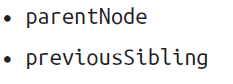 • parentNode
• previousSibling